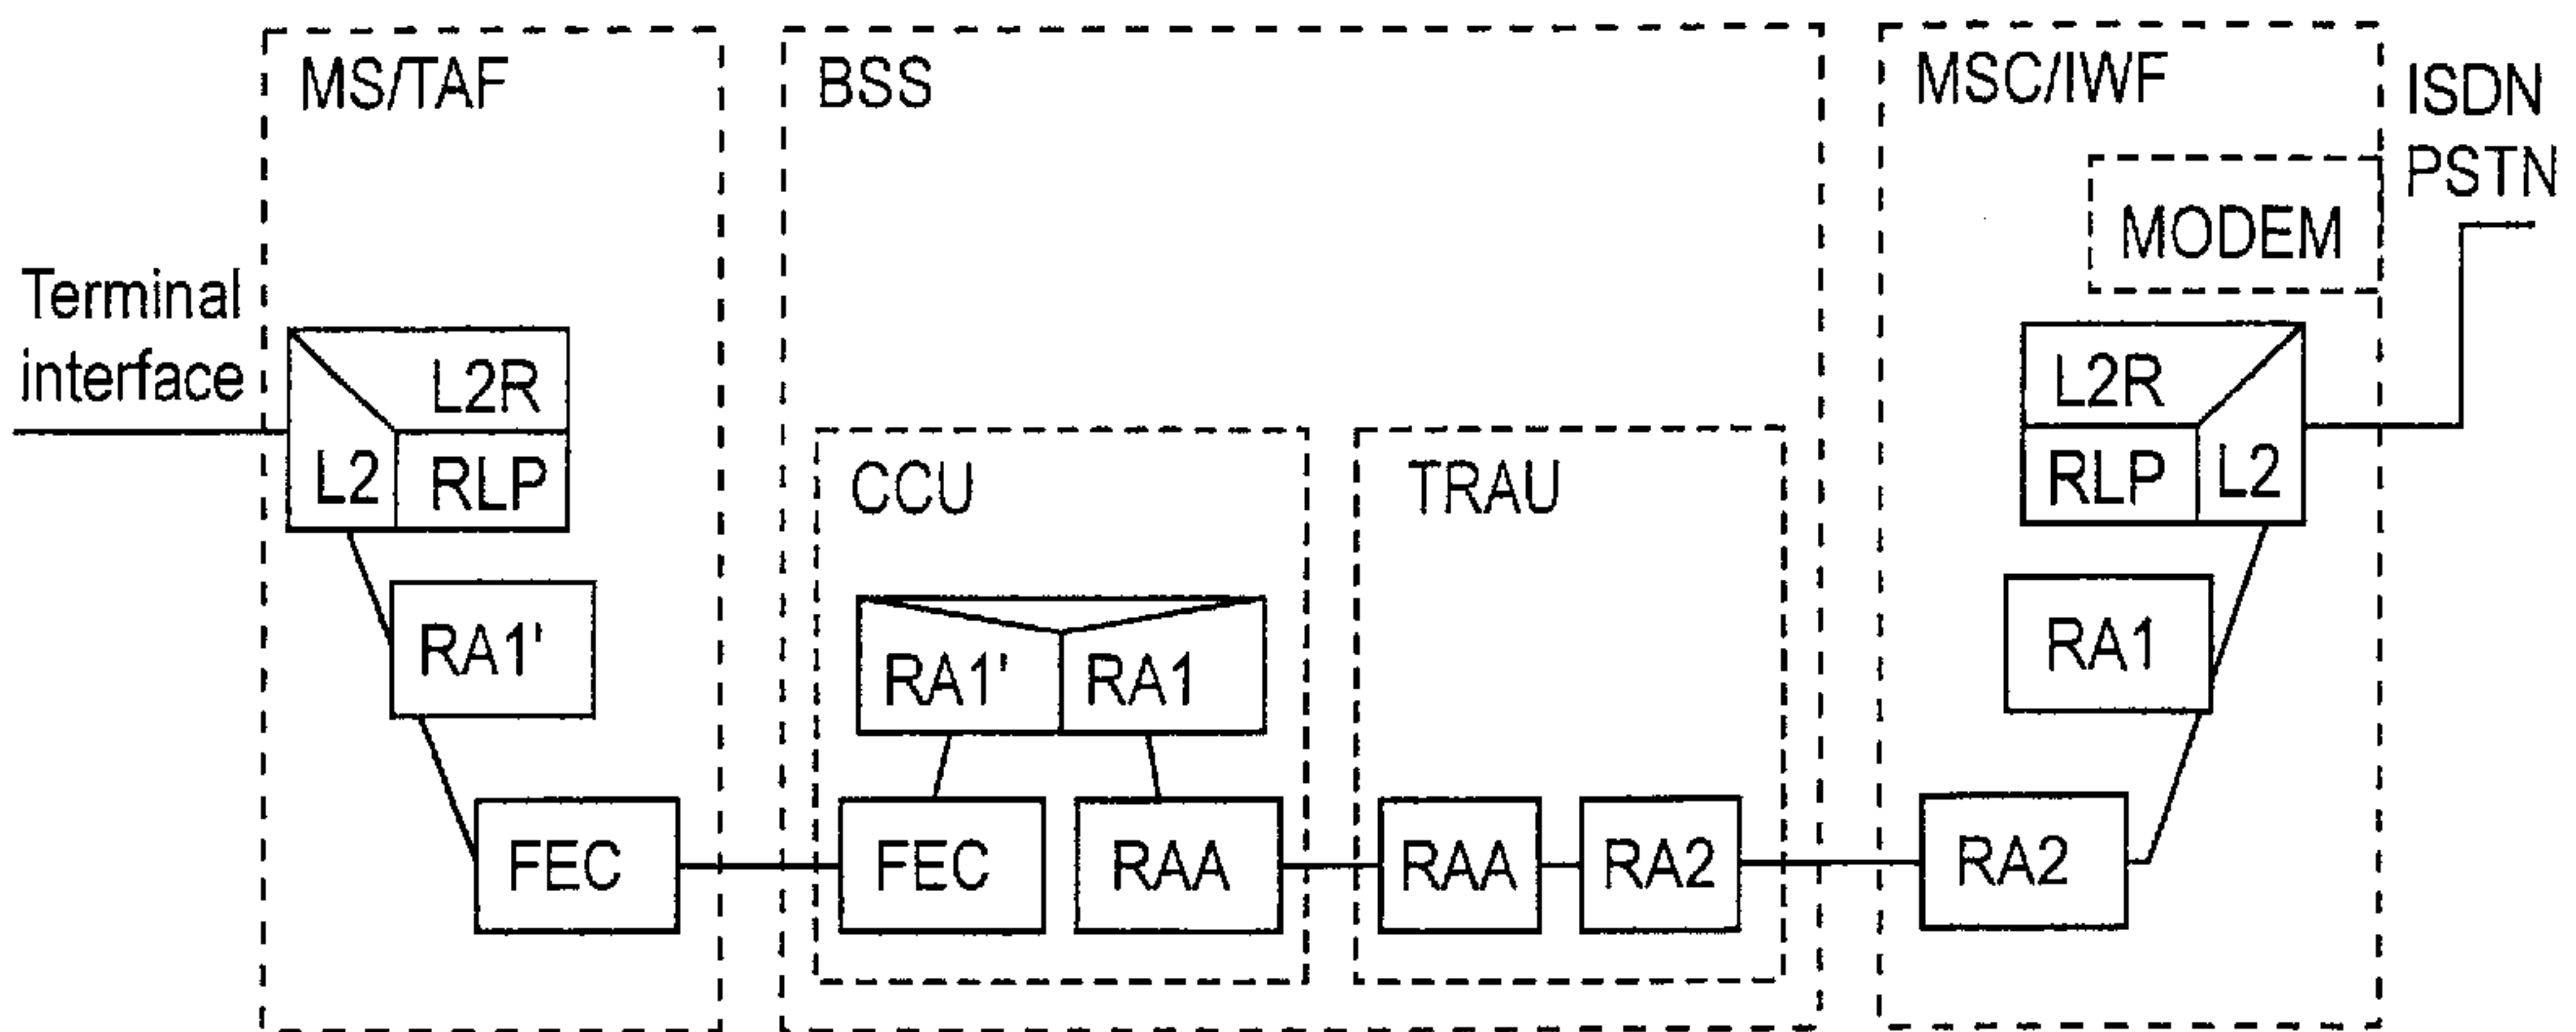 MS/TAF
BSS
MSC/IWF
ISDN
PSTN
MODEM
Terminal
interface
L2R
L2
RLP
L2R
RLP
L2
CCU
TRAU
RA1'
RA1'
RA1
RA1
FEC
FEC
RAA
RAA
RA2
RA2